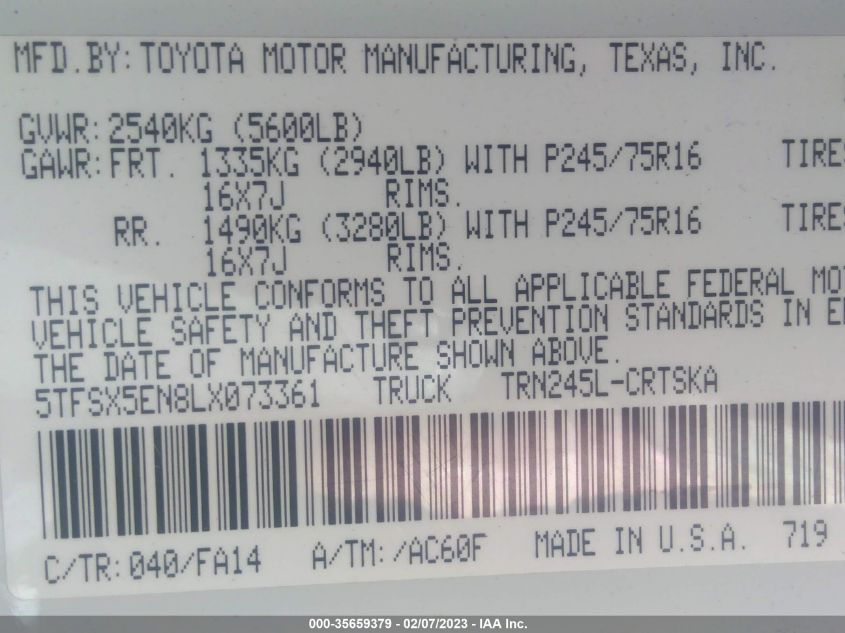 MFD.BY: TOYOTA MOTOR MANUFACTURING, TEXAS, INC.
GVWR: 2540KG (5600LB)
GAWR: FRT. 1335KG (2940LB) WITH P245/75R16 TIRES
16X7J RIMS.
RR. 1490KG (3280LB) WITH P245/75R16 TIRES
16X7J RIMS.
THIS VEHICLE CONFORMS TO ALL APPLICABLE FEDERAL MOT
VEHICLE SAFETY AND THEFT PREVENTION STANDARDS IN E
THE DATE OF MANUFACTURE SHOWN ABOVE.
5TFSX5EN8LX073361 TRUCK TRN245L-CRTSKA
C/TR: 040/FA14 A/TM: /AC60F MADE IN U.S.A. 719
000-35659379 - 02/07/2023 - IAA Inc.